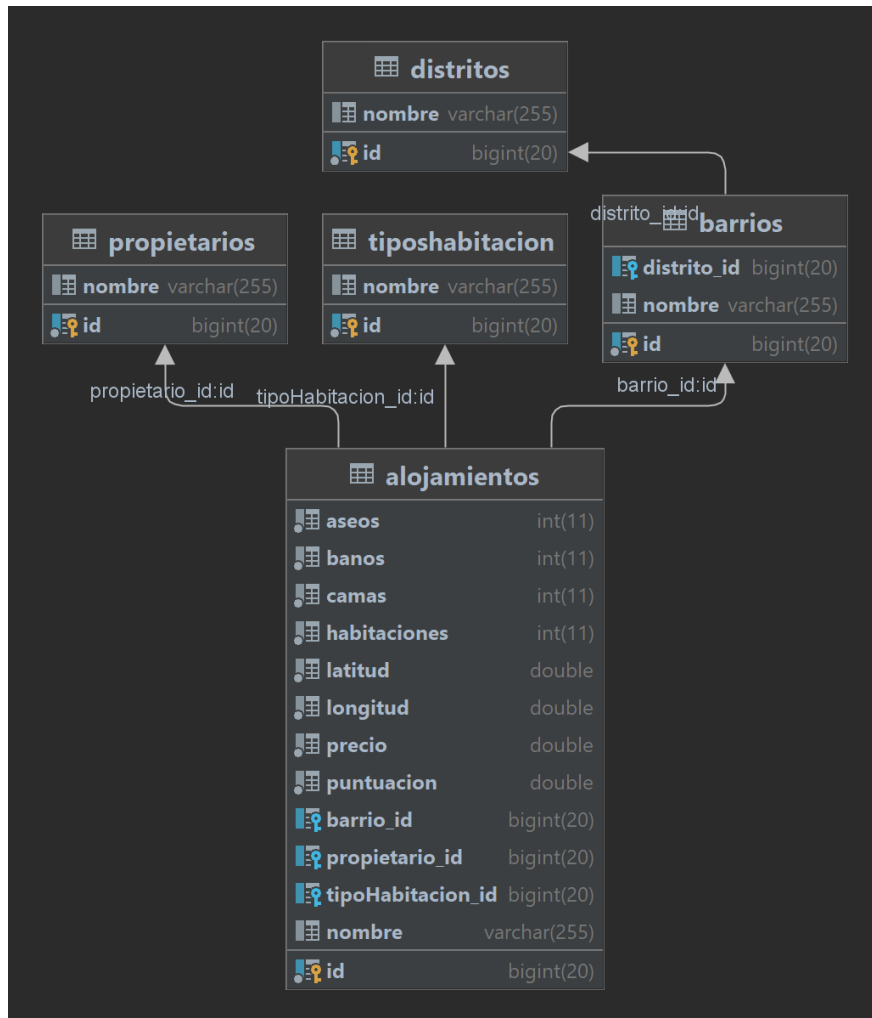 distritos
nombre varchar(255)
id bigint(20)
propietarios
nombre varchar(255)
id bigint(20)
tiposhabitacion
nombre varchar(255)
id bigint(20)
distrito_id:id
barrios
distrito_id bigint(20)
nombre varchar(255)
id bigint(20)
propietario_id:id
tipoHabitacion_id:id
barrio_id:id
alojamientos
aseos int(11)
banos int(11)
camas int(11)
habitaciones int(11)
latitud double
longitud double
precio double
puntuacion double
barrio_id bigint(20)
propietario_id bigint(20)
tipoHabitacion_id bigint(20)
nombre varchar(255)
id bigint(20)